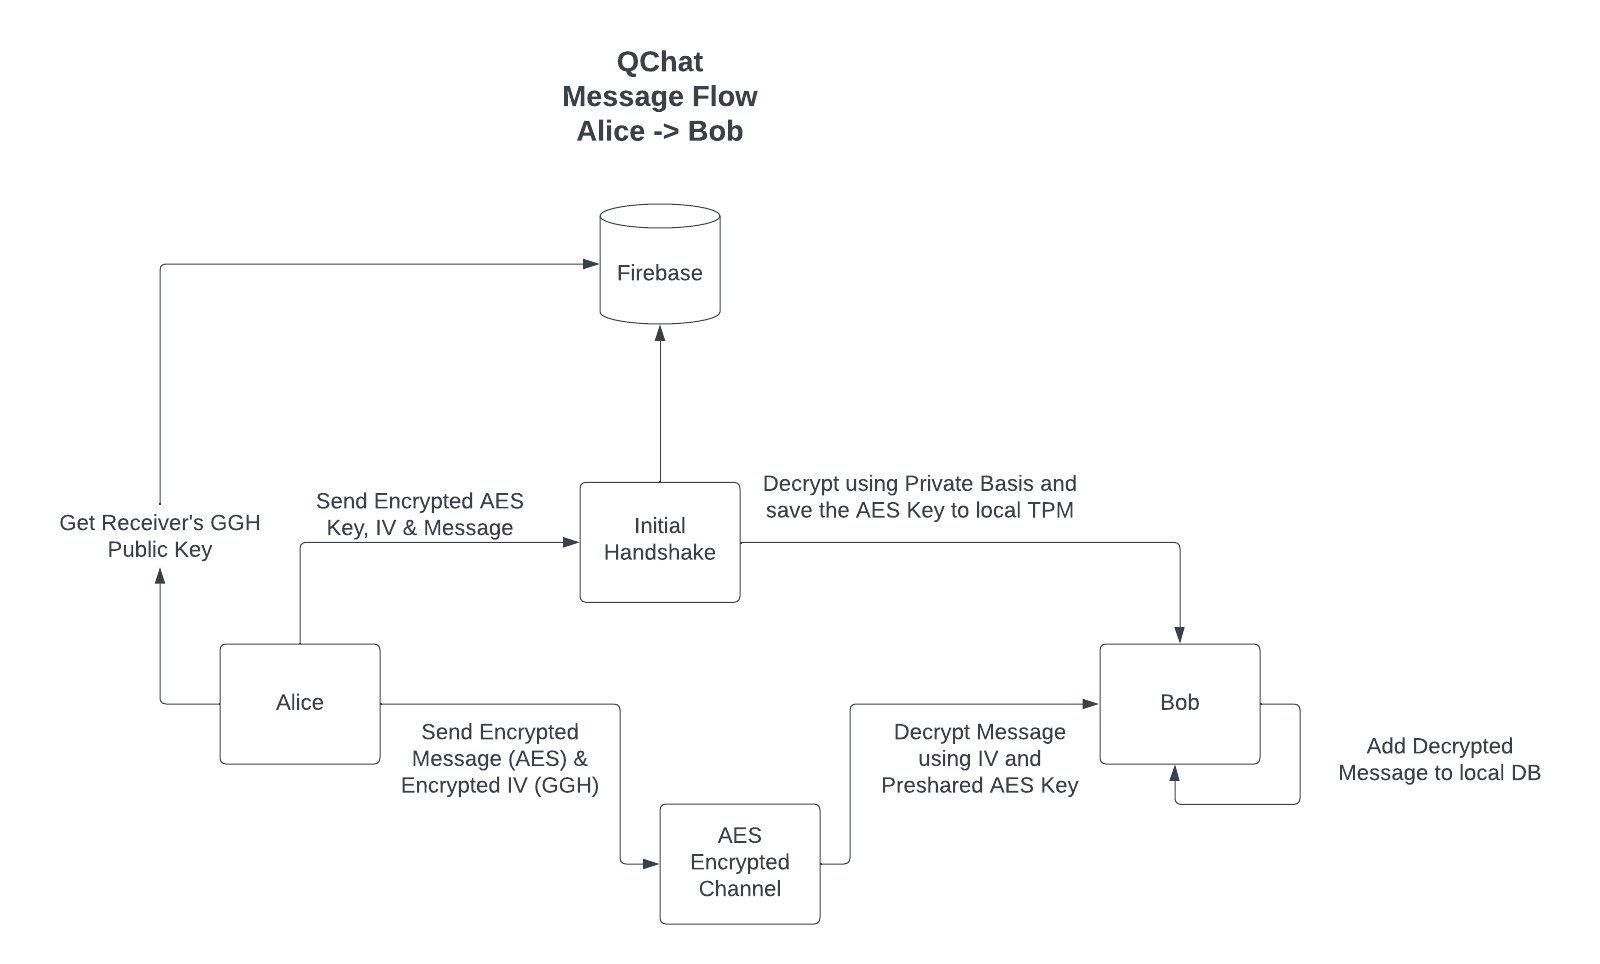 QChat
Message Flow
Alice -> Bob
Firebase
Send Encrypted AES
Key, IV & Message
Initial
Handshake
Decrypt using Private Basis and
save the AES Key to local TPM
Get Receiver's GGH
Public Key
Alice
Send Encrypted
Message (AES) &
Encrypted IV (GGH)
Decrypt Message
using IV and
Preshared AES Key
Bob
Add Decrypted
Message to local DB
AES
Encrypted
Channel